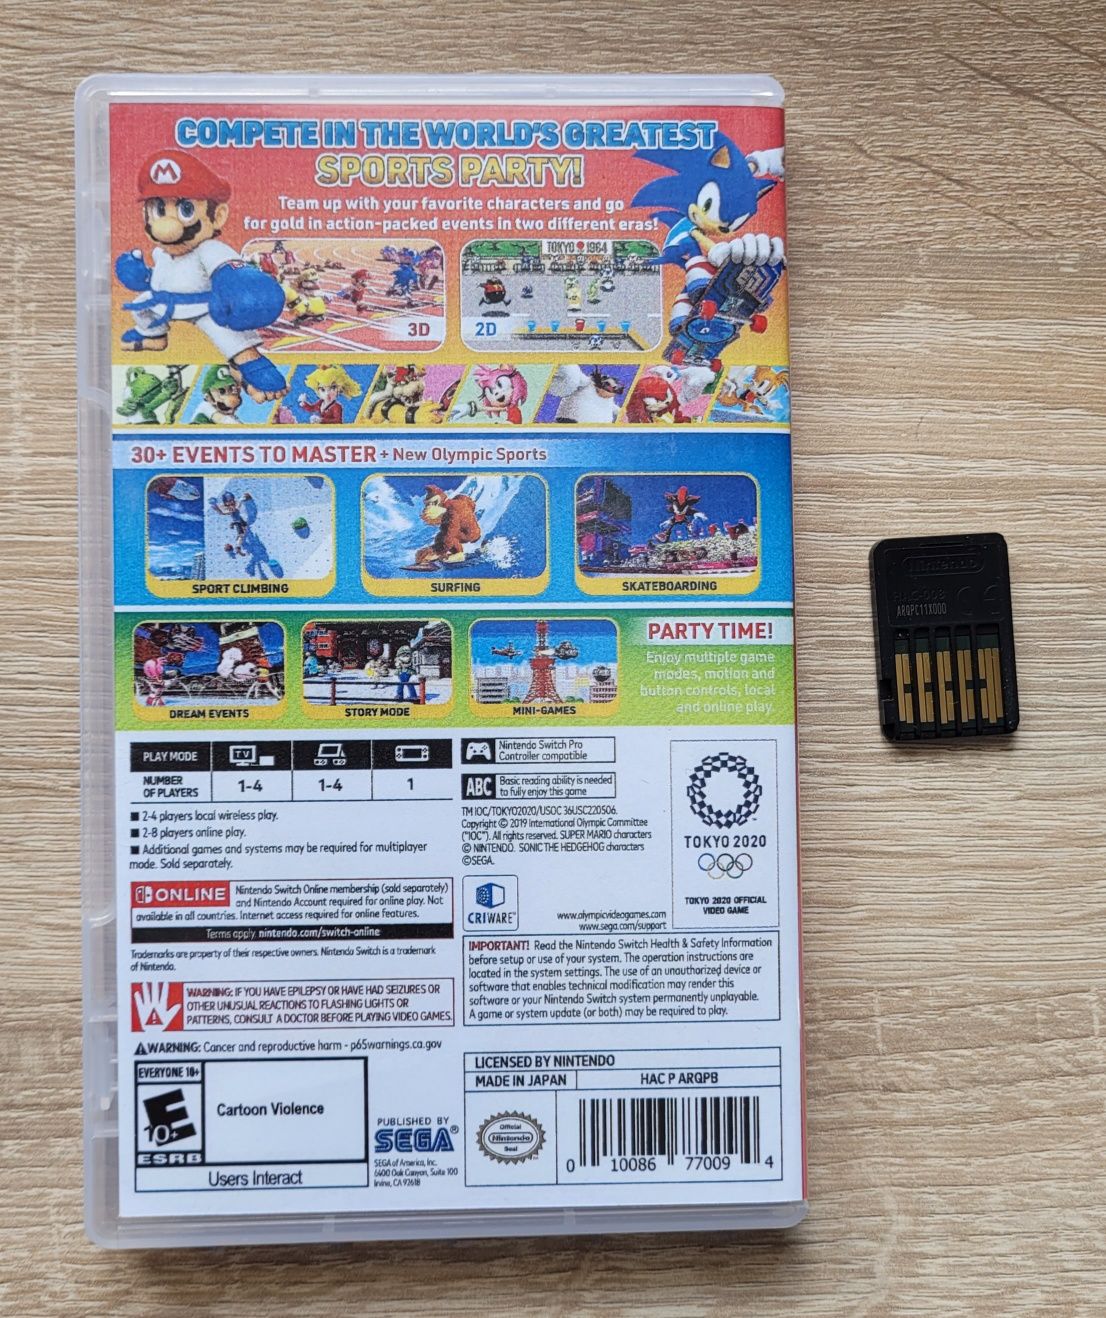 COMPETE IN THE WORLD'S GREATEST
SPORTS PARTY!
Team up with your favorite characters and go
for gold in action-packed events in two different eras!
M
TOKYO 1964
3D
2D
30+ EVENTS TO MASTER + New Olympic Sports
SPORT CLIMBING
SURFING
SKATEBOARDING
DREAM EVENTS
STORY MODE
MINI-GAMES
PARTY TIME!
Enjoy multiple game
modes, motion and
button controls, local
and online play.
PLAY MODE
TV
NUMBER
OF PLAYERS
1-4
1-4
1
■ 2-4 players local wireless play.
■ 2-8 players online play.
■ Additional games and systems may be required for multiplayer
mode. Sold separately.
ONLINE
Nintendo Switch Online membership (sold separately)
and Nintendo Account required for online play. Not
available in all countries. Internet access required for online features.
Terms apply. nintendo.com/switch-online
Trademarks are property of their respective owners. Nintendo Switch is a trademark
of Nintendo.
WARNING: IF YOU HAVE EPILEPSY OR HAVE HAD SEIZURES OR
OTHER UNUSUAL REACTIONS TO FLASHING LIGHTS OR
PATTERNS, CONSULT A DOCTOR BEFORE PLAYING VIDEO GAMES.
WARNING: Cancer and reproductive harm - p65warnings.ca.gov
EVERYONE 10+
E
10+
ESRB
Cartoon Violence
Users Interact
PUBLISHED BY
SEGA®
SEGA of America, Inc.
6400 Oak Canyon, Suite 100
Irvine, CA 92618
Nintendo Switch Pro
Controller compatible
ABC
Basic reading ability is needed
to fully enjoy this game
TM IOC/TOKYO2020/USOC 36USC220506.
Copyright © 2019 International Olympic Committee
("IOC"). All rights reserved. SUPER MARIO characters
© NINTENDO. SONIC THE HEDGEHOG characters
©SEGA.
CRIWARE™
www.olympicvideogames.com
www.sega.com/support
TOKYO 2020
TOKYO 2020 OFFICIAL
VIDEO GAME
IMPORTANT! Read the Nintendo Switch Health & Safety Information
before setup or use of your system. The operation instructions are
located in the system settings. The use of an unauthorized device or
software that enables technical modification may render this
software or your Nintendo Switch system permanently unplayable.
A game or system update (or both) may be required to play.
LICENSED BY NINTENDO
MADE IN JAPAN
HAC P ARQPB
Official
Nintendo
Seal
0 10086 77009 4
Nintendo
HAC-008
ARQPC11X000
CE